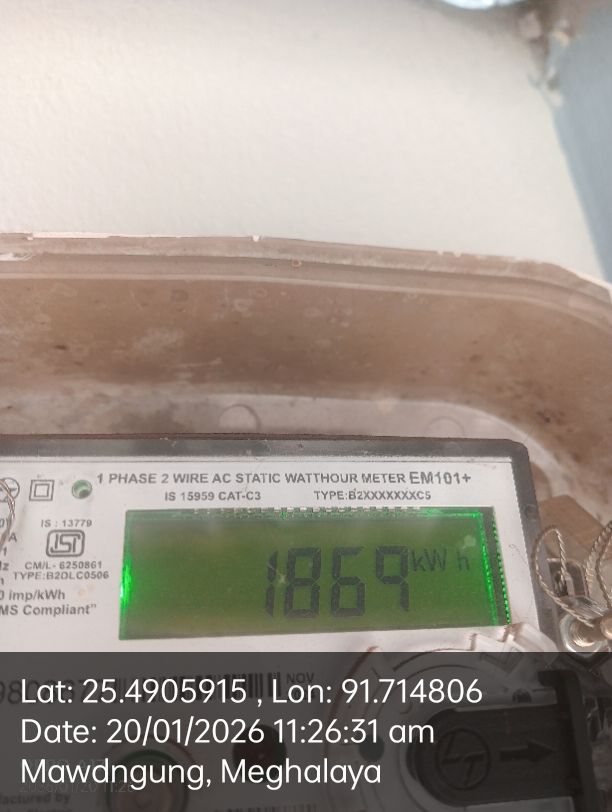 1 PHASE 2 WIRE AC STATIC WATTHOUR METER EM101+
IS 15959 CAT-C3 TYPE:B2XXXXXXXC5
IS : 13779
ISI
CM/L- 6250861
TYPE:B2DLC0506
0 imp/kWh
MS Compliant"
1869 kWh
NOV
Lat: 25.4905915 , Lon: 91.714806
Date: 20/01/2026 11:26:31 am
Mawdngung, Meghalaya